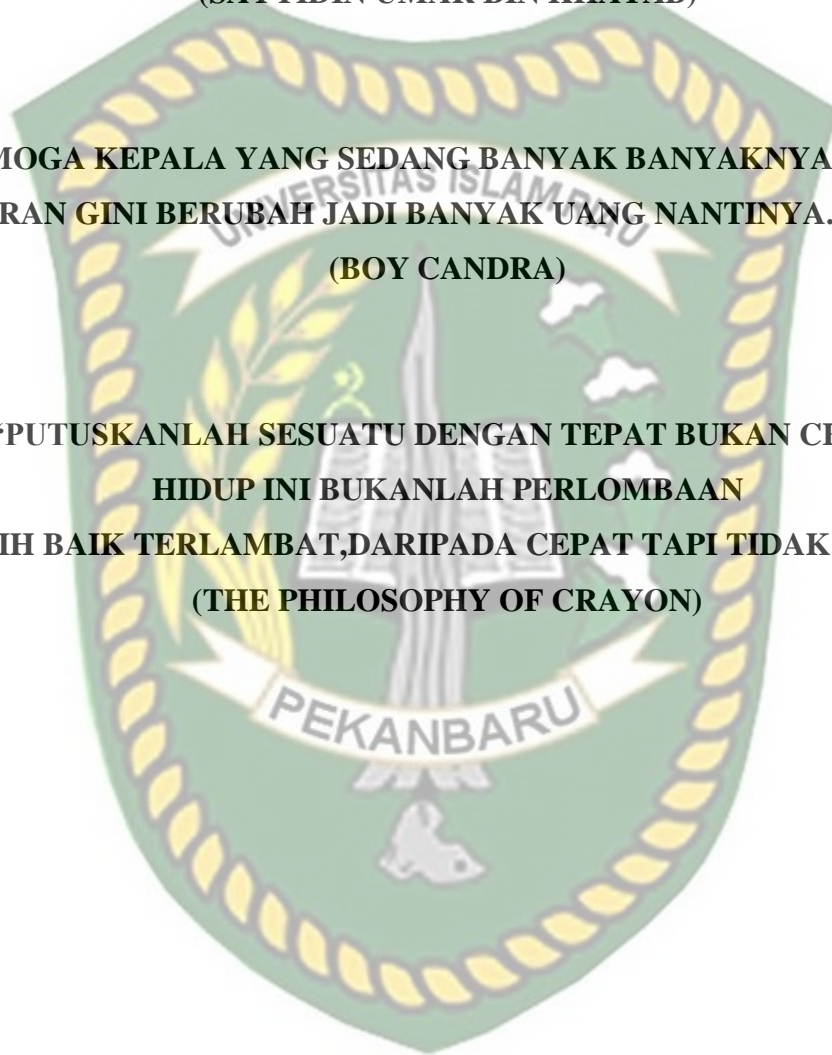 MOGA KEPALA YANG SEDANG BANYAK BANYAKNYA
UNIVERSITAS ISLAM RIAU
RAN GINI BERUBAH JADI BANYAK UANG NANTINYA.
(BOY CANDRA)
“PUTUSKANLAH SESUATU DENGAN TEPAT BUKAN CE
HIDUP INI BUKANLAH PERLOMBAAN
IH BAIK TERLAMBAT,DARIPADA CEPAT TAPI TIDAK
(THE PHILOSOPHY OF CRAYON)
PEKANBARU